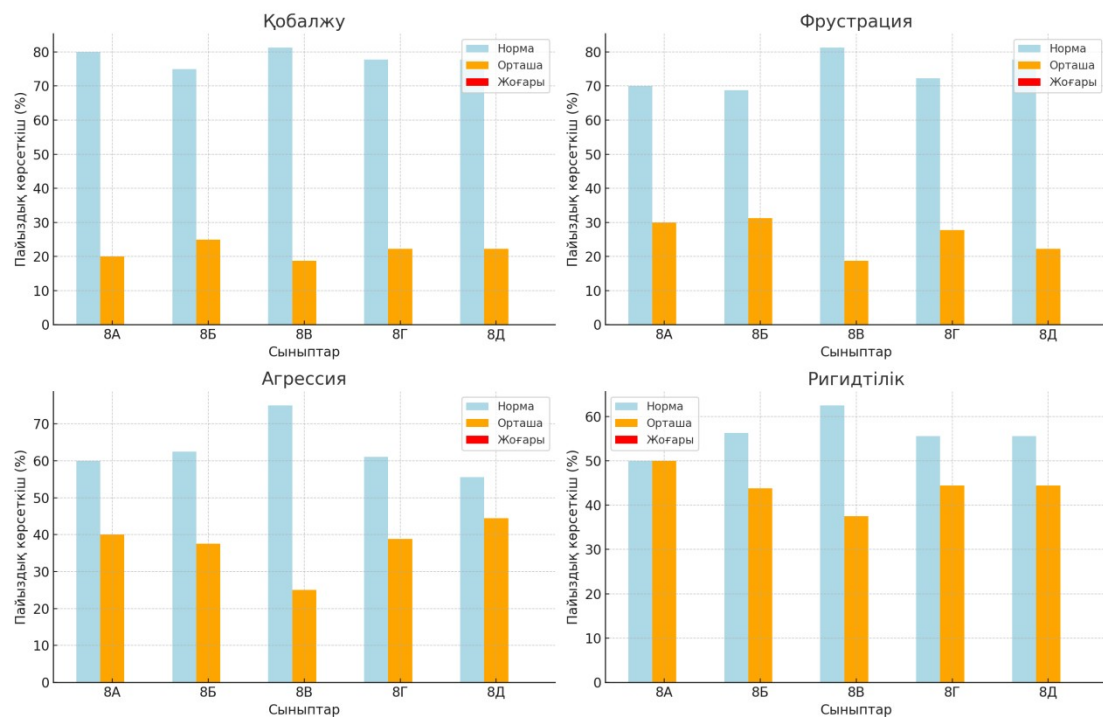 Қобалжу
Пайыздық көрсеткіш (%)
80
70
60
50
40
30
20
10
0
8А
8Б
8В
8Г
8Д
Сыныптар
Норма
Орташа
Жоғары
Фрустрация
Пайыздық көрсеткіш (%)
80
70
60
50
40
30
20
10
0
8А
8Б
8В
8Г
8Д
Сыныптар
Норма
Орташа
Жоғары
Агрессия
Пайыздық көрсеткіш (%)
70
60
50
40
30
20
10
0
8А
8Б
8В
8Г
8Д
Сыныптар
Норма
Орташа
Жоғары
Ригидтілік
Пайыздық көрсеткіш (%)
60
50
40
30
20
10
0
8А
8Б
8В
8Г
8Д
Сыныптар
Норма
Орташа
Жоғары